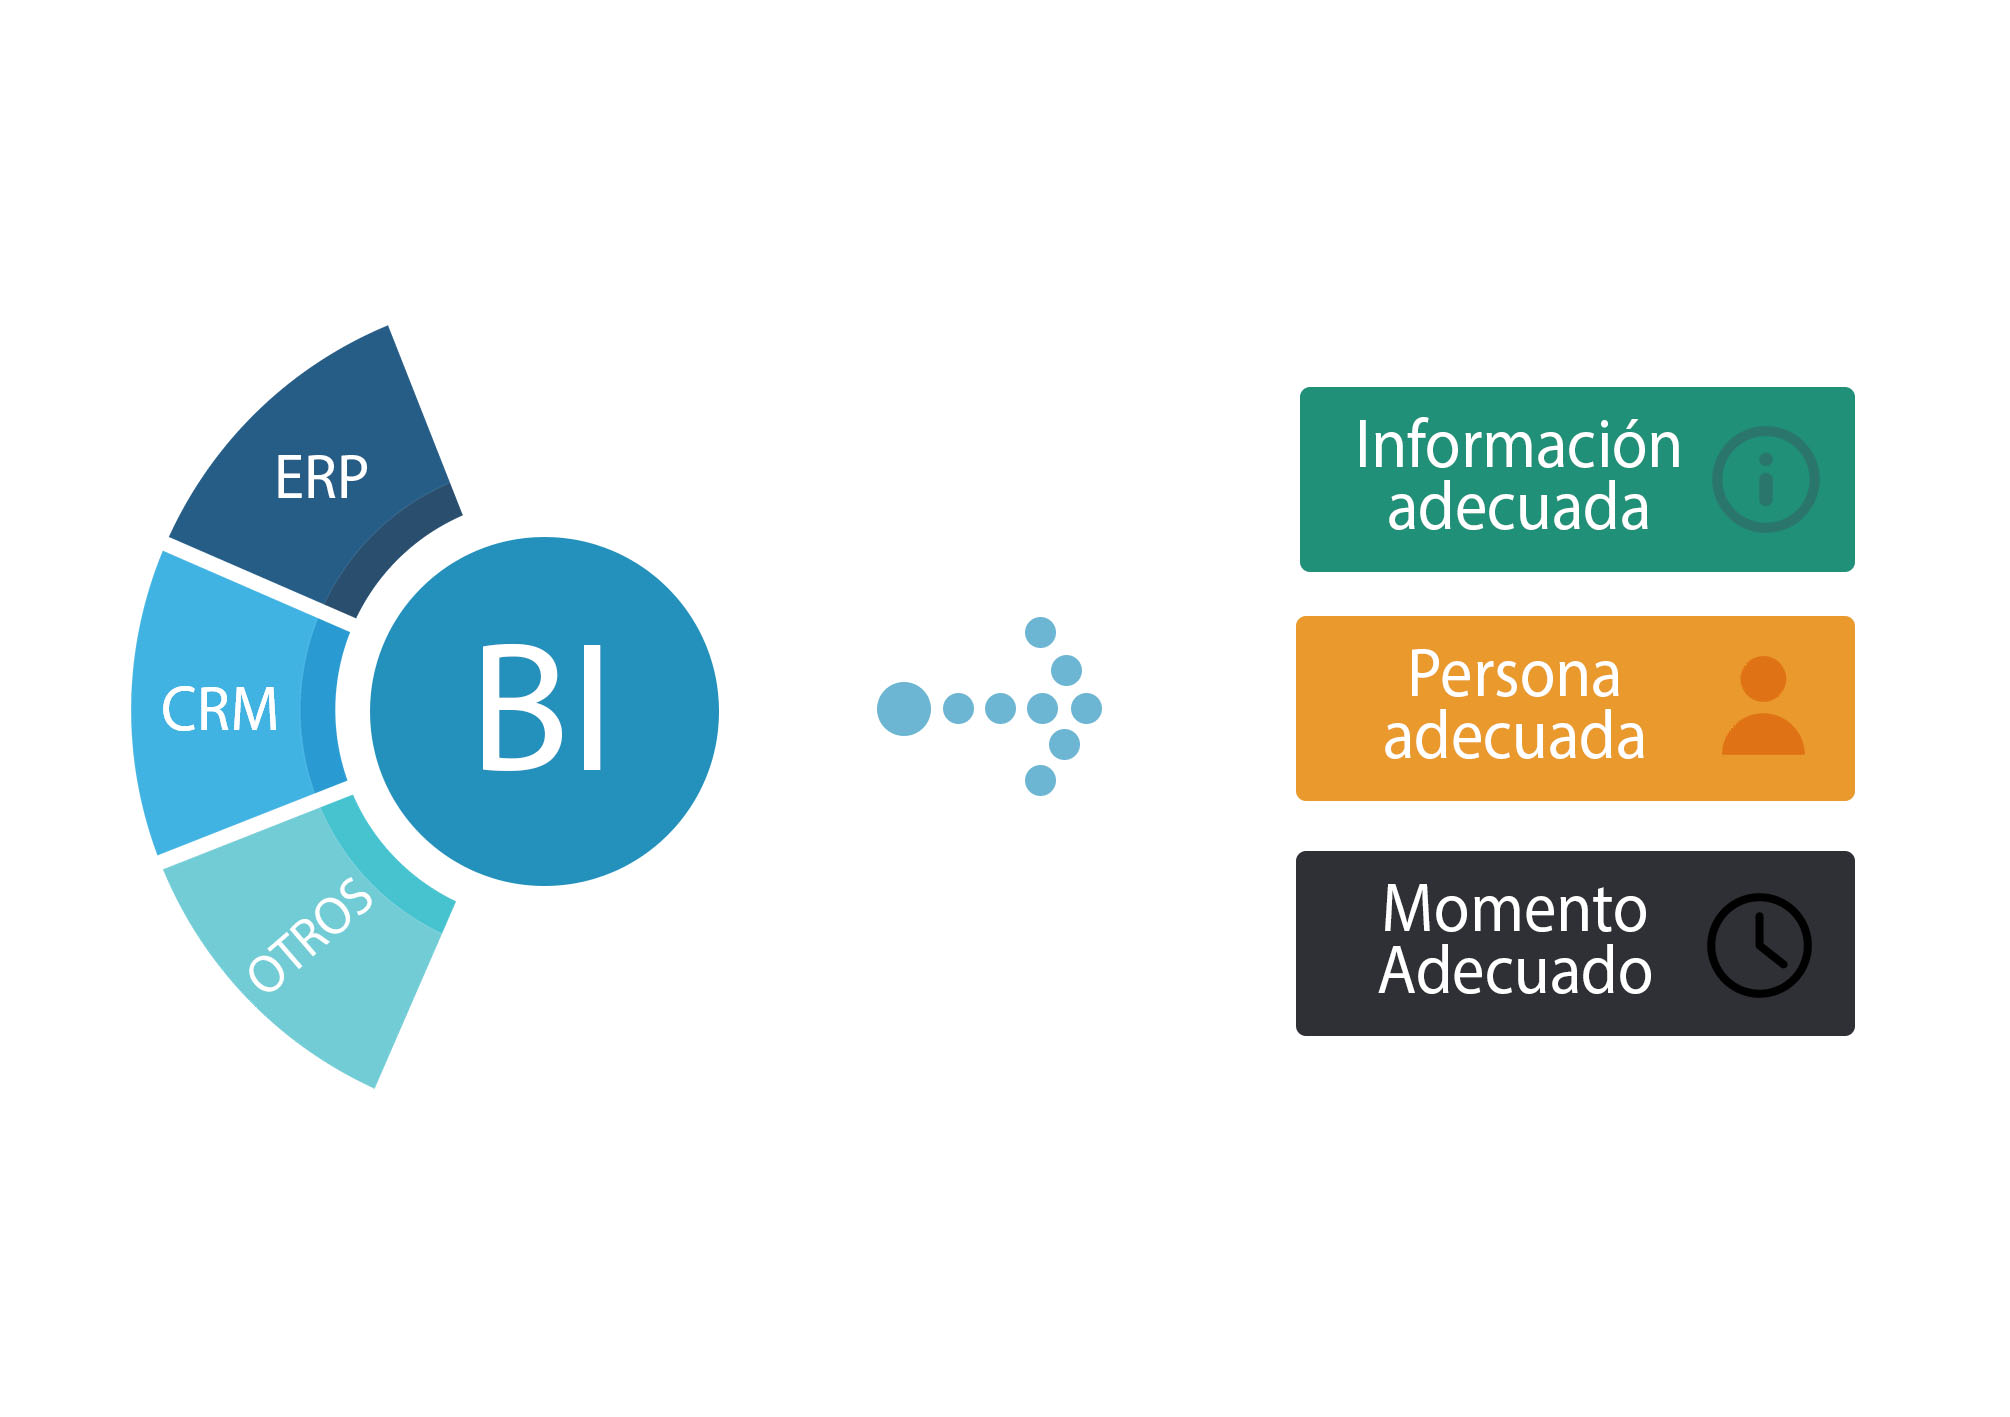 ERP
CRM
OTROS
BI
Información
adecuada
Persona
adecuada
Momento
Adecuado